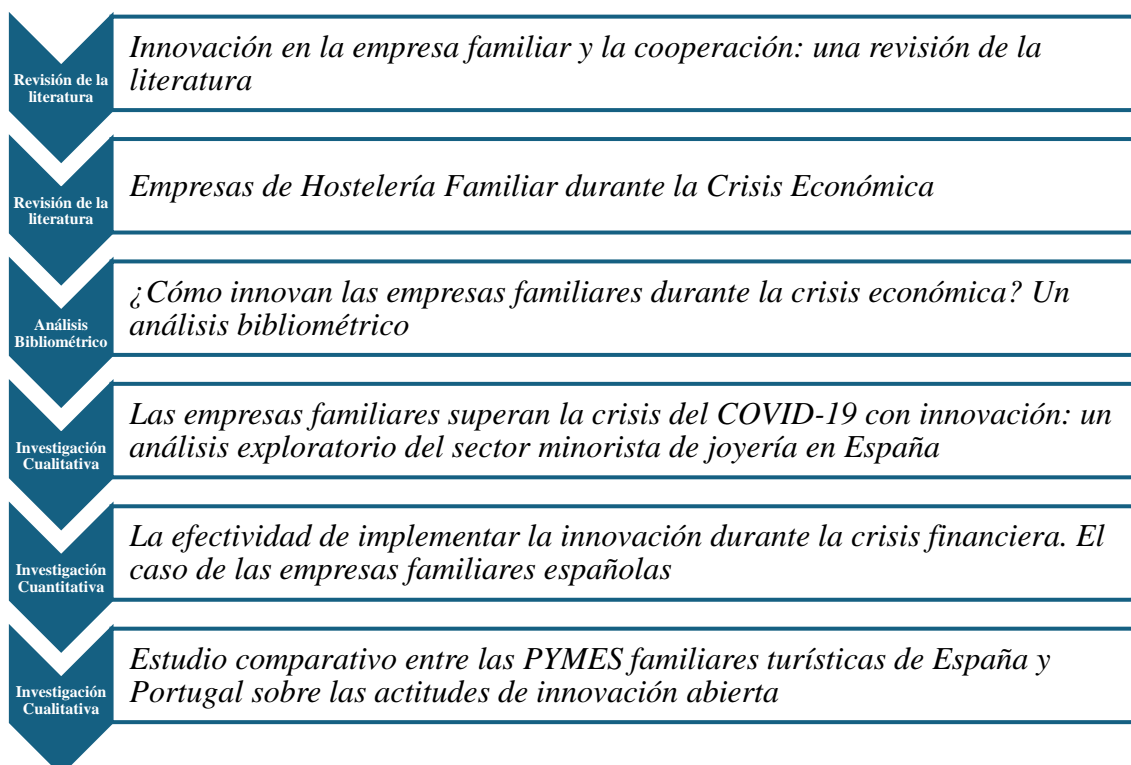 Revisión de la
literatura
Innovación en la empresa familiar y la cooperación: una revisión de la
literatura
Revisión de la
literatura
Empresas de Hostelería Familiar durante la Crisis Económica
Análisis
Bibliométrico
¿Cómo innovan las empresas familiares durante la crisis económica? Un
análisis bibliométrico
Investigación
Cualitativa
Las empresas familiares superan la crisis del COVID-19 con innovación: un
análisis exploratorio del sector minorista de joyería en España
Investigación
Cuantitativa
La efectividad de implementar la innovación durante la crisis financiera. El
caso de las empresas familiares españolas
Investigación
Cualitativa
Estudio comparativo entre las PYMES familiares turísticas de España y
Portugal sobre las actitudes de innovación abierta